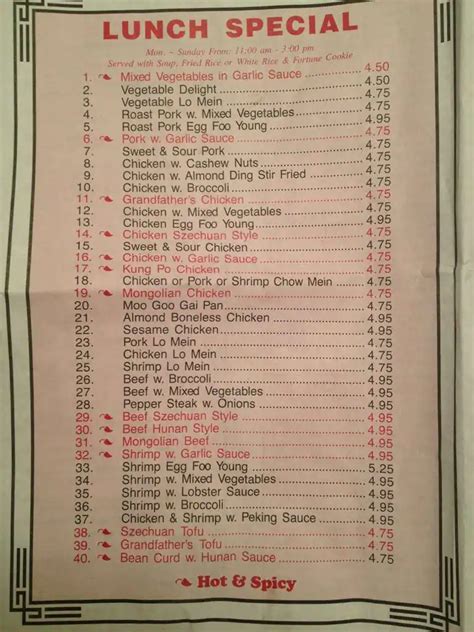 LUNCH SPECIAL
Mon. ~ Sunday From: 11:00 am - 3:00 pm
Served with Soup, Fried Rice or White Rice & Fortune Cookie
1. Mixed Vegetables in Garlic Sauce 4.50
2. Vegetable Delight 4.50
3. Vegetable Lo Mein 4.75
4. Roast Pork w. Mixed Vegetables 4.75
5. Roast Pork Egg Foo Young 4.95
6. Pork w. Garlic Sauce 4.75
7. Sweet & Sour Pork 4.75
8. Chicken w. Cashew Nuts 4.75
9. Chicken w. Almond Ding Stir Fried 4.75
10. Chicken w. Broccoli 4.75
11. Grandfather's Chicken 4.75
12. Chicken w. Mixed Vegetables 4.75
13. Chicken Egg Foo Young 4.95
14. Chicken Szechuan Style 4.75
15. Sweet & Sour Chicken 4.75
16. Chicken w. Garlic Sauce 4.75
17. Kung Po Chicken 4.75
18. Chicken or Pork or Shrimp Chow Mein 4.75
19. Mongolian Chicken 4.75
20. Moo Goo Gai Pan 4.75
21. Almond Boneless Chicken 4.95
22. Sesame Chicken 4.95
23. Pork Lo Mein 4.75
24. Chicken Lo Mein 4.75
25. Shrimp Lo Mein 4.95
26. Beef w. Broccoli 4.95
27. Beef w. Mixed Vegetables 4.95
28. Pepper Steak w. Onions 4.95
29. Beef Szechuan Style 4.95
30. Beef Hunan Style 4.95
31. Mongolian Beef 4.95
32. Shrimp w. Garlic Sauce 4.95
33. Shrimp Egg Foo Young 5.25
34. Shrimp w. Mixed Vegetables 4.95
35. Shrimp w. Lobster Sauce 4.95
36. Shrimp w. Broccoli 4.95
37. Chicken & Shrimp w. Peking Sauce 4.95
38. Szechuan Tofu 4.75
39. Grandfather's Tofu 4.75
40. Bean Curd w. Hunan Sauce 4.75
Hot & Spicy